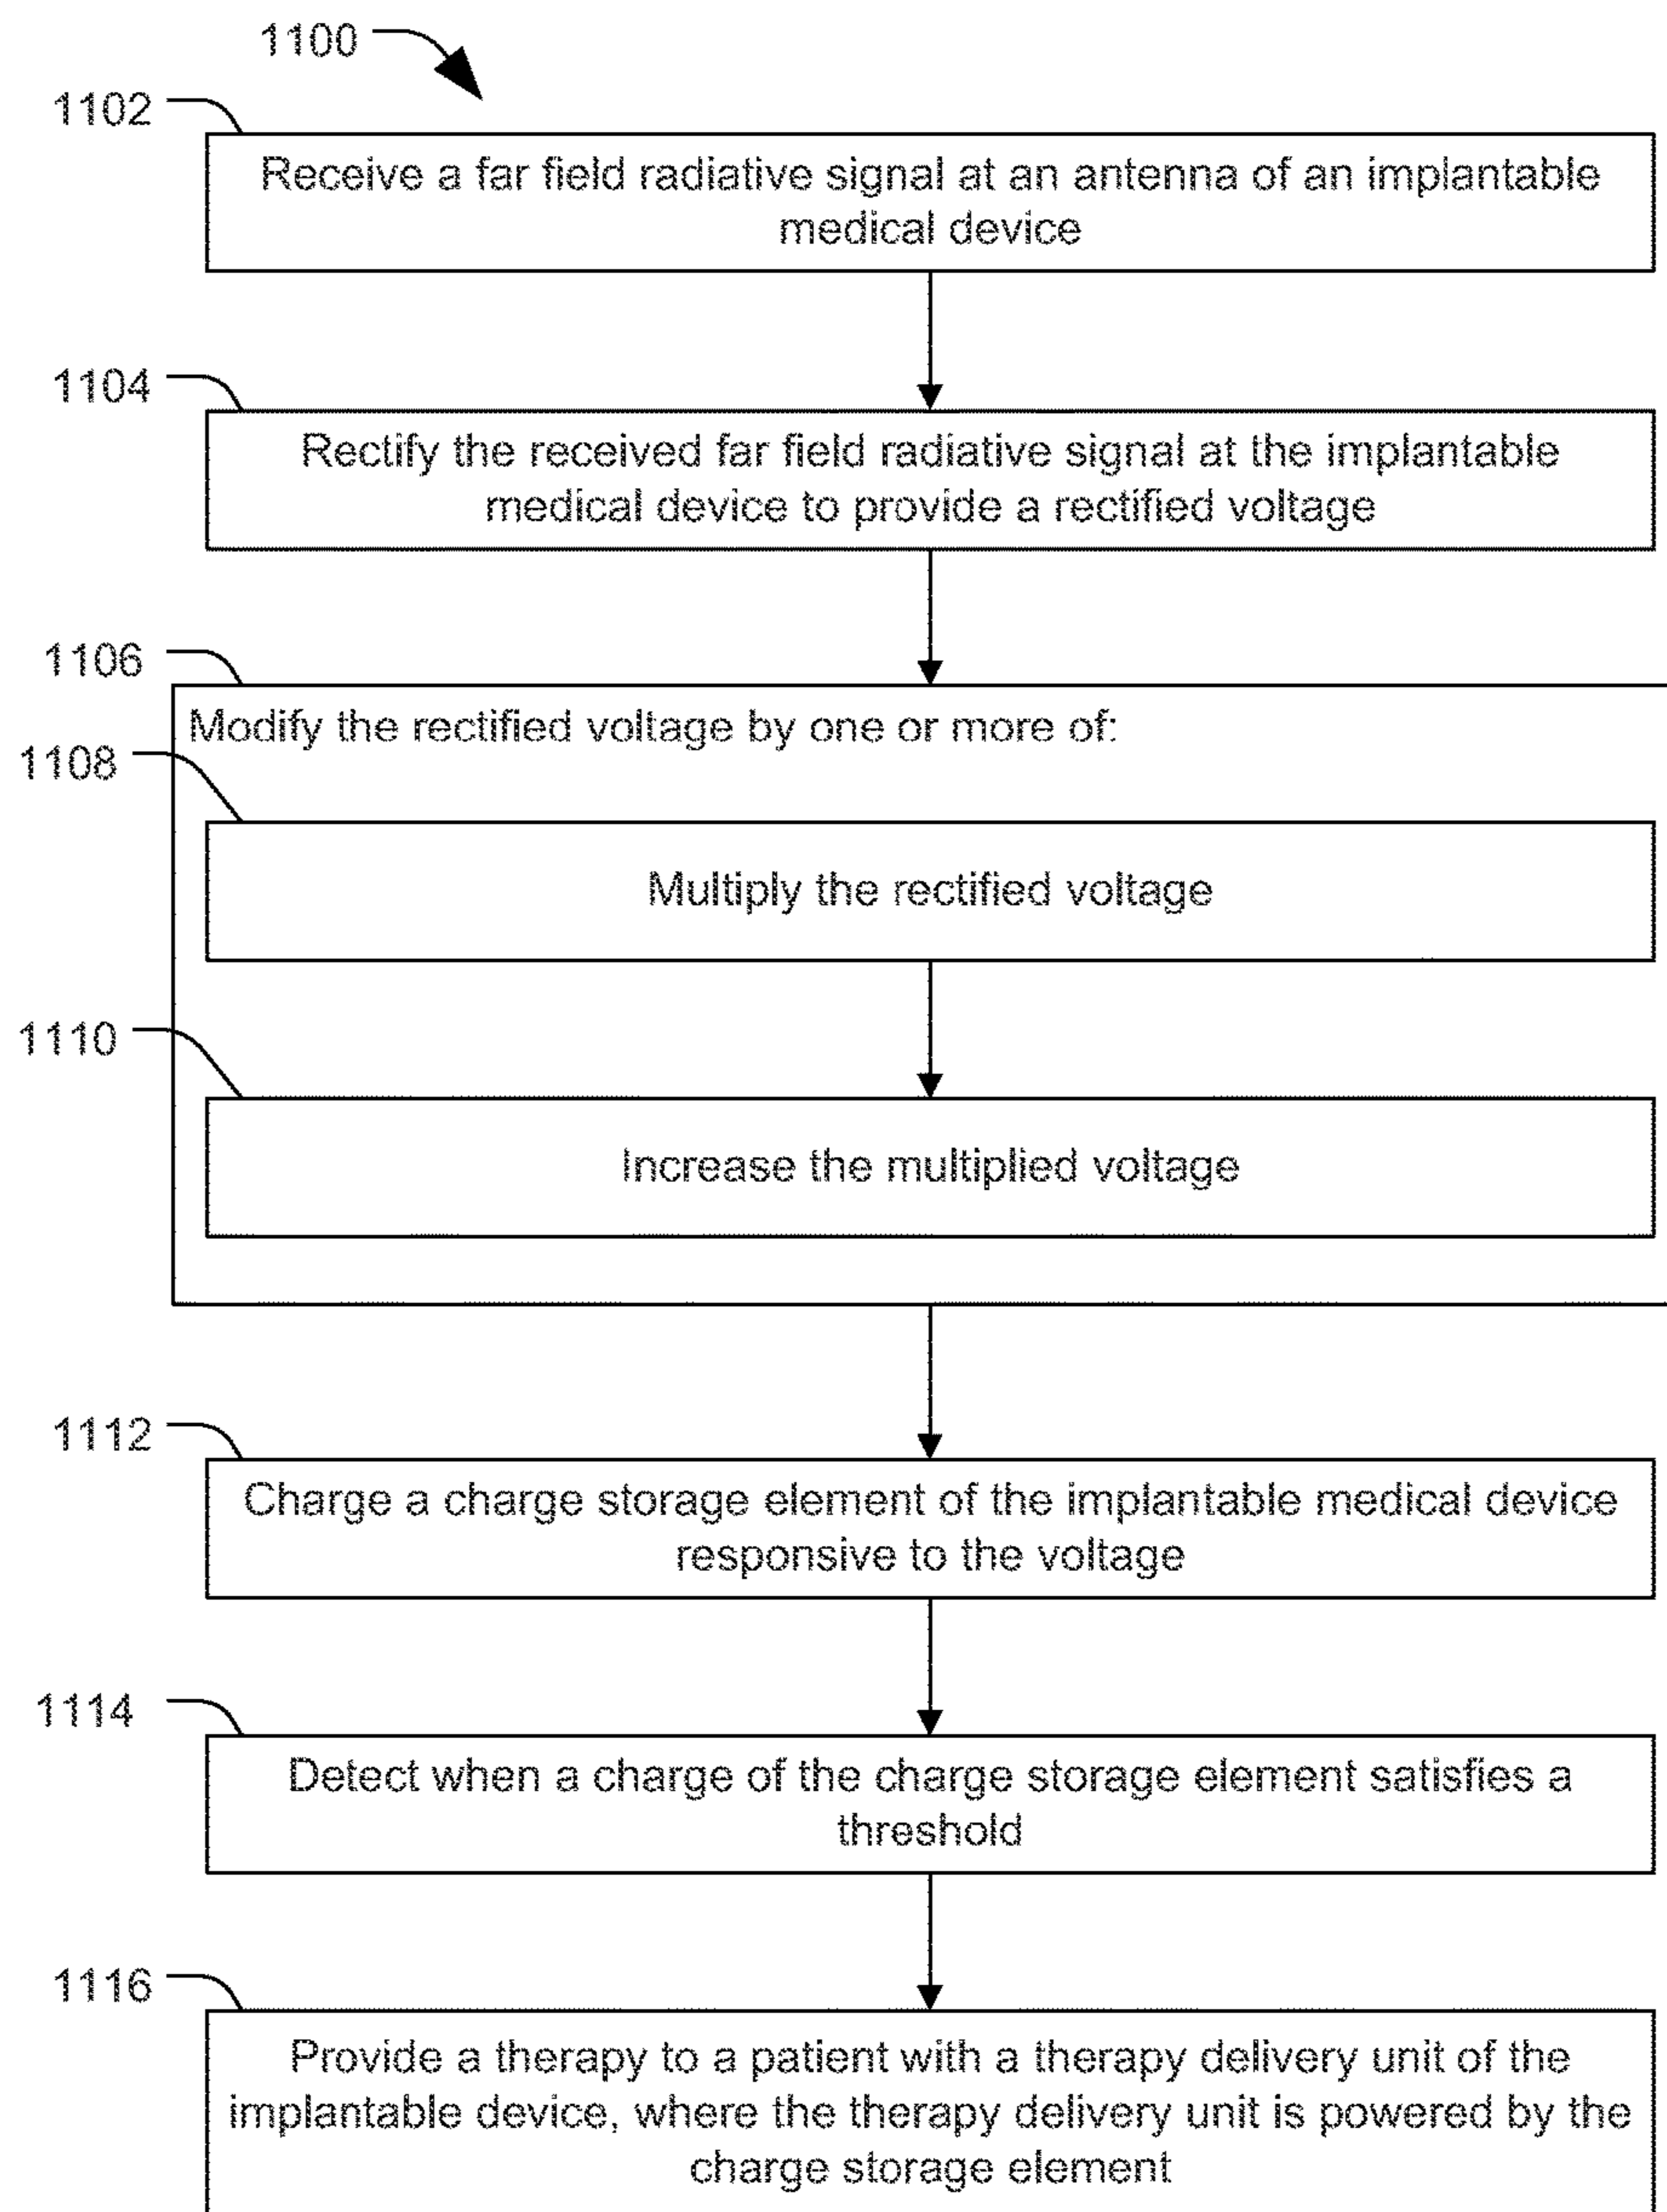 1100
1102
Receive a far field radiative signal at an antenna of an implantable
medical device
1104
Rectify the received far field radiative signal at the implantable
medical device to provide a rectified voltage
1106
Modify the rectified voltage by one or more of:
1108
Multiply the rectified voltage
1110
Increase the multiplied voltage
1112
Charge a charge storage element of the implantable medical device
responsive to the voltage
1114
Detect when a charge of the charge storage element satisfies a
threshold
1116
Provide a therapy to a patient with a therapy delivery unit of the
implantable device, where the therapy delivery unit is powered by the
charge storage element